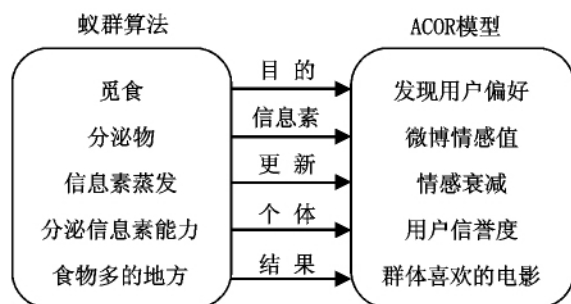 蚁群算法 ACOR模型
觅食 目的 发现用户偏好
分泌物 信息素 微博情感值
信息素蒸发 更新 情感衰减
分泌信息素能力 个体 用户信誉度
食物多的地方 结果 群体喜欢的电影